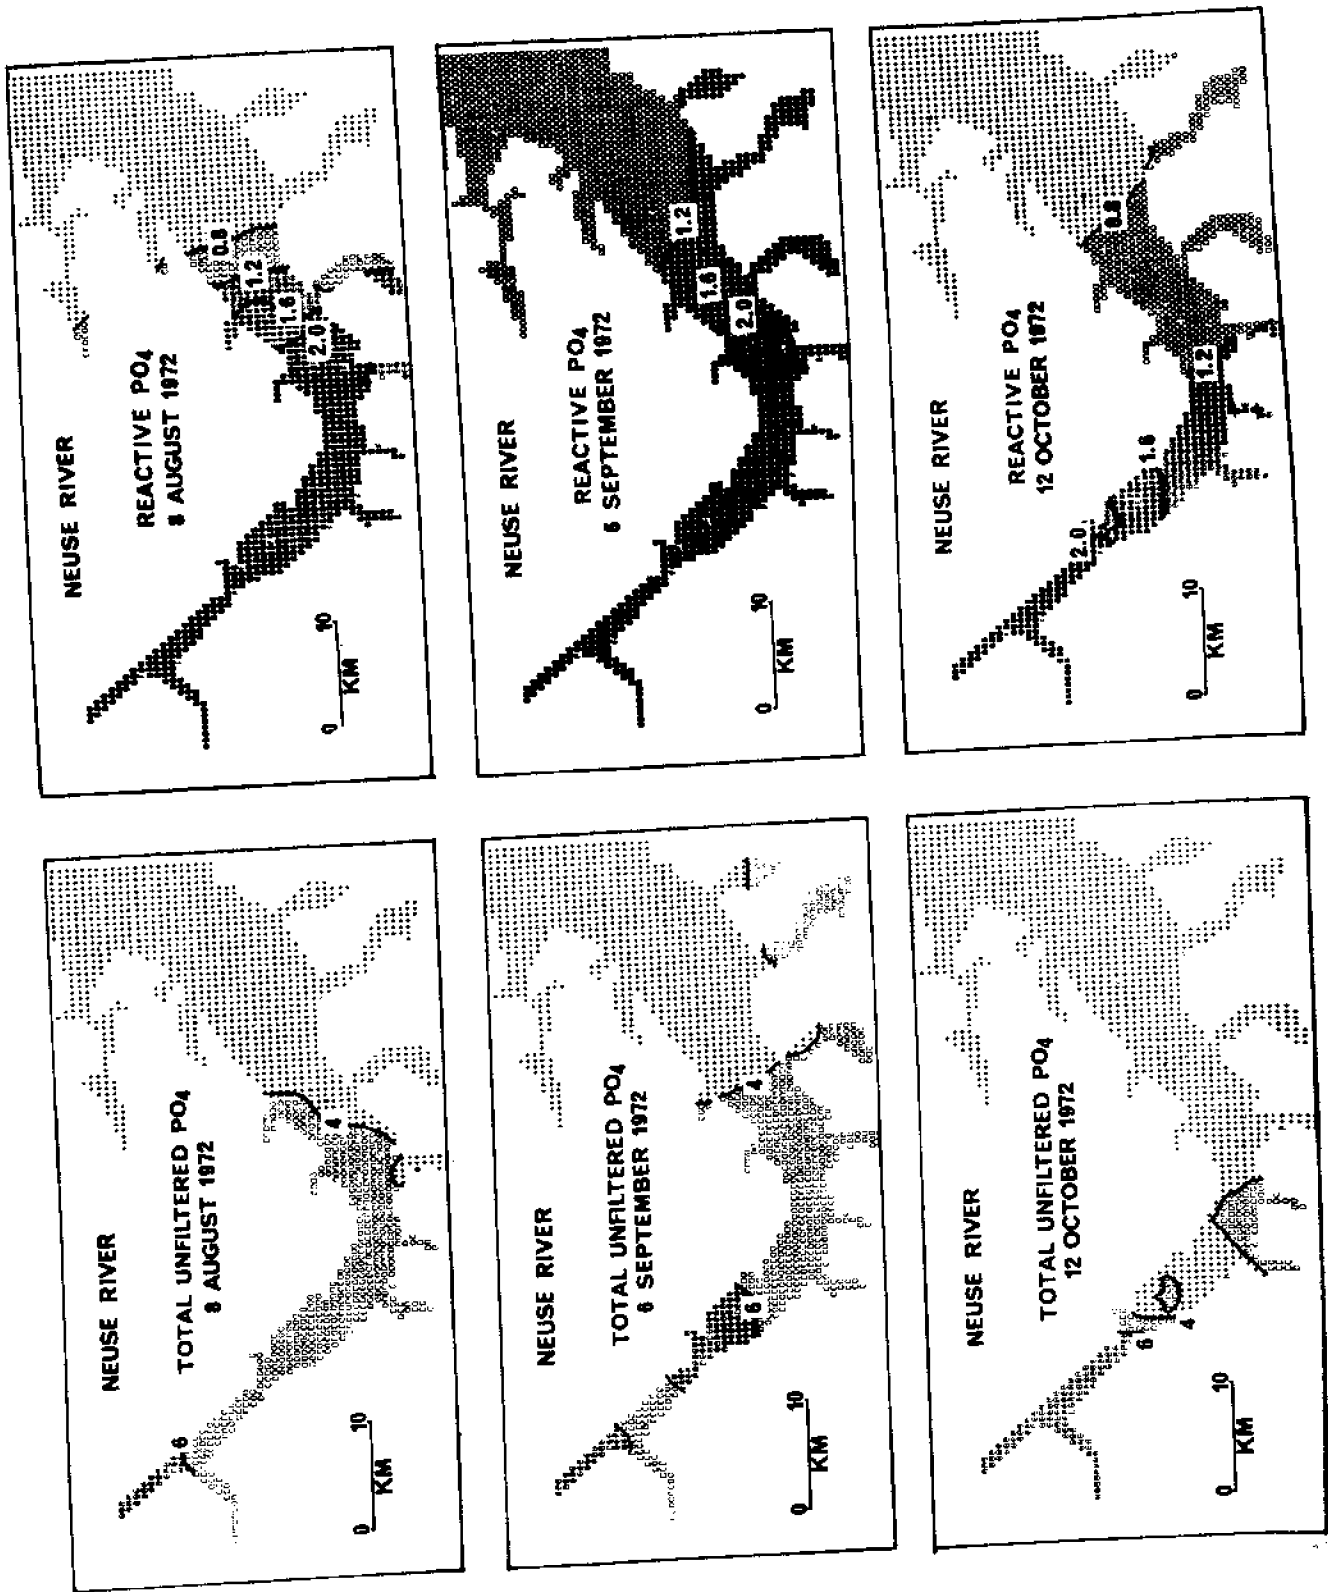 NEUSE RIVER
REACTIVE PO4
8 AUGUST 1972
0.8
1.2
1.6
2.0
0 10
KM
NEUSE RIVER
REACTIVE PO4
6 SEPTEMBER 1972
1.2
1.6
2.0
0 10
KM
NEUSE RIVER
REACTIVE PO4
12 OCTOBER 1972
0.8
1.2
1.6
2.0
0 10
KM
NEUSE RIVER
TOTAL UNFILTERED PO4
8 AUGUST 1972
4
6
0 10
KM
NEUSE RIVER
TOTAL UNFILTERED PO4
6 SEPTEMBER 1972
4
6
0 10
KM
NEUSE RIVER
TOTAL UNFILTERED PO4
12 OCTOBER 1972
6
4
0 10
KM